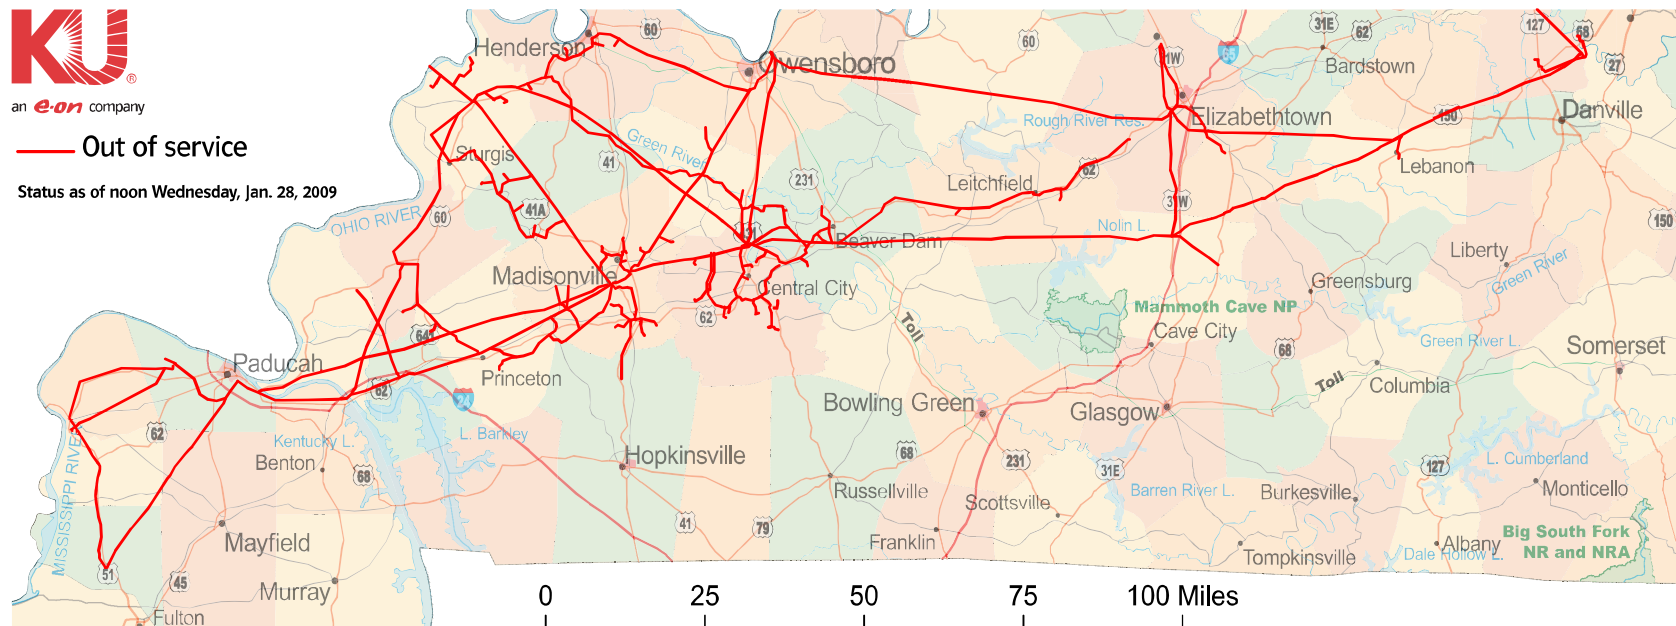 KU
®
an e·on company
Out of service
Status as of noon Wednesday, Jan. 28, 2009
Henderson
60
Owensboro
60
31W
65
31E
62
Bardstown
127
68
27
Elizabethtown
150
Danville
Rough River Res.
Green River
Sturgis
41
231
Leitchfield
62
Lebanon
OHIO RIVER
60
41A
31W
Nolin L.
150
231
Beaver Dam
Liberty
Green River
Madisonville
Central City
Greensburg
Mammoth Cave NP
62
Toll
641
Cave City
68
Green River L.
Somerset
Paducah
Princeton
62
24
Toll
Columbia
Bowling Green
Glasgow
62
Kentucky L.
L. Barkley
Benton
68
Hopkinsville
68
231
31E
127
L. Cumberland
MISSISSIPPI RIVER
Russellville
Scottsville
Barren River L.
Burkesville
Monticello
Mayfield
41
79
Franklin
Tompkinsville
Albany
Dale Hollow L.
Big South Fork
NR and NRA
51
45
Murray
Fulton
0 25 50 75 100 Miles